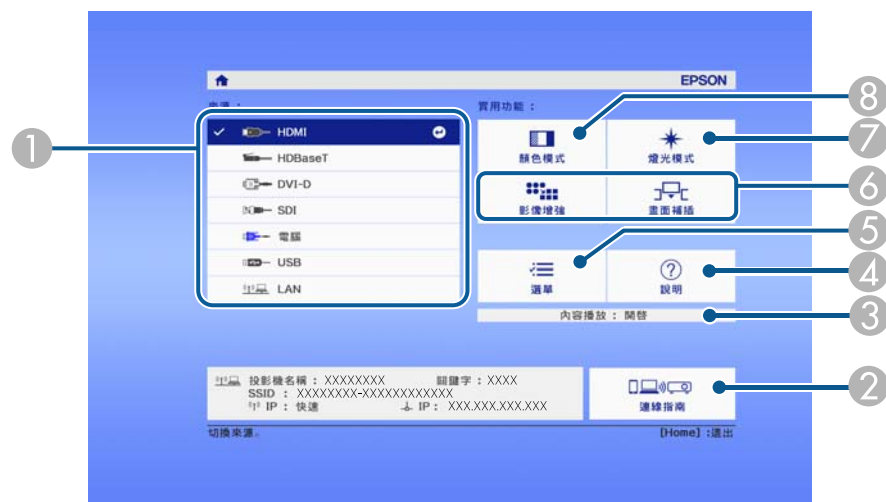 EPSON
來源：
實用功能：
HDMI
HDBaseT
DVI-D
SDI
電腦
USB
LAN
顏色模式
燈光模式
影像增強
畫面補插
選單
說明
內容播放：開啓
投影機名稱：XXXXXXXX 關鍵字：XXXX
SSID：XXXXXXXX-XXXXXXXXXXXX
IP：快速 IP：XXX.XXX.XXX.XXX
連線指南
切換來源。
[Home]:退出
1
2
3
4
5
6
7
8